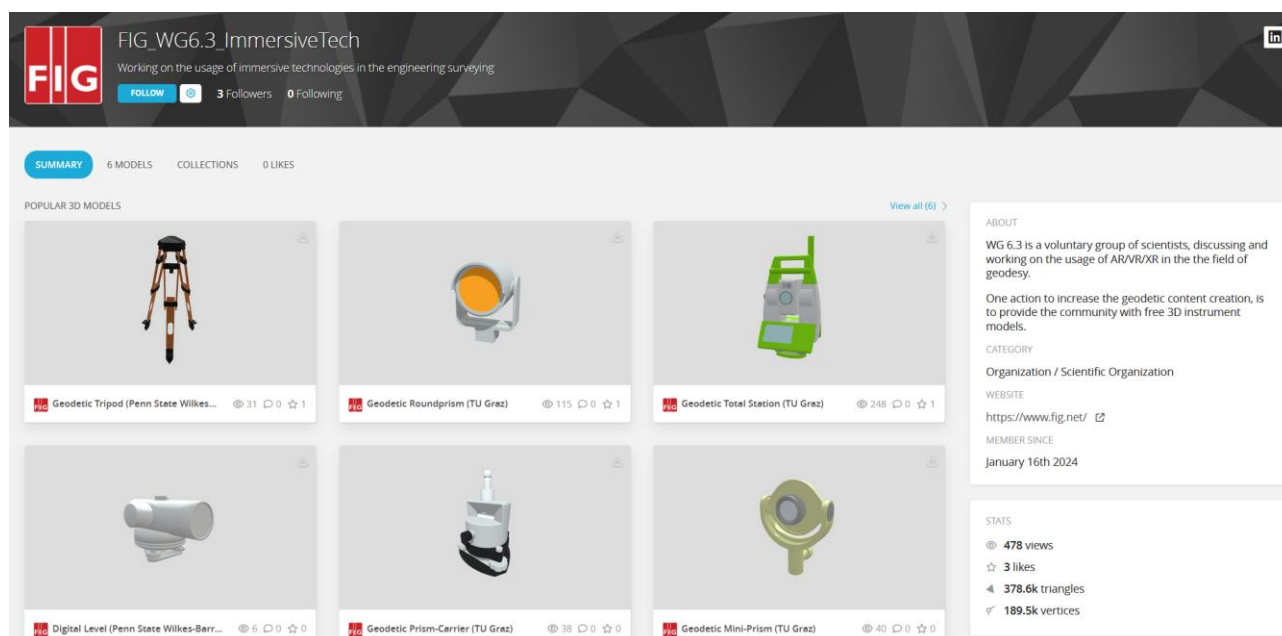 FIG
FIG_WG6.3_ImmersiveTech
in
Working on the usage of immersive technologies in the engineering surveying
FOLLOW 3 Followers 0 Following
SUMMARY 6 MODELS COLLECTIONS 0 LIKES
POPULAR 3D MODELS View all (6) >
FIG Geodetic Tripod (Penn State Wilkes... 31 0 1
FIG Geodetic Roundprism (TU Graz) 115 0 1
FIG Geodetic Total Station (TU Graz) 248 0 1
FIG Digital Level (Penn State Wilkes-Barr... 6 0 0
FIG Geodetic Prism-Carrier (TU Graz) 38 0 0
FIG Geodetic Mini-Prism (TU Graz) 40 0 0
ABOUT
WG 6.3 is a voluntary group of scientists, discussing and
working on the usage of AR/VR/XR in the the field of
geodesy.
One action to increase the geodetic content creation, is
to provide the community with free 3D instrument
models.
CATEGORY
Organization / Scientific Organization
WEBSITE
https://www.fig.net/
MEMBER SINCE
January 16th 2024
STATS
478 views
3 likes
378.6k triangles
189.5k vertices